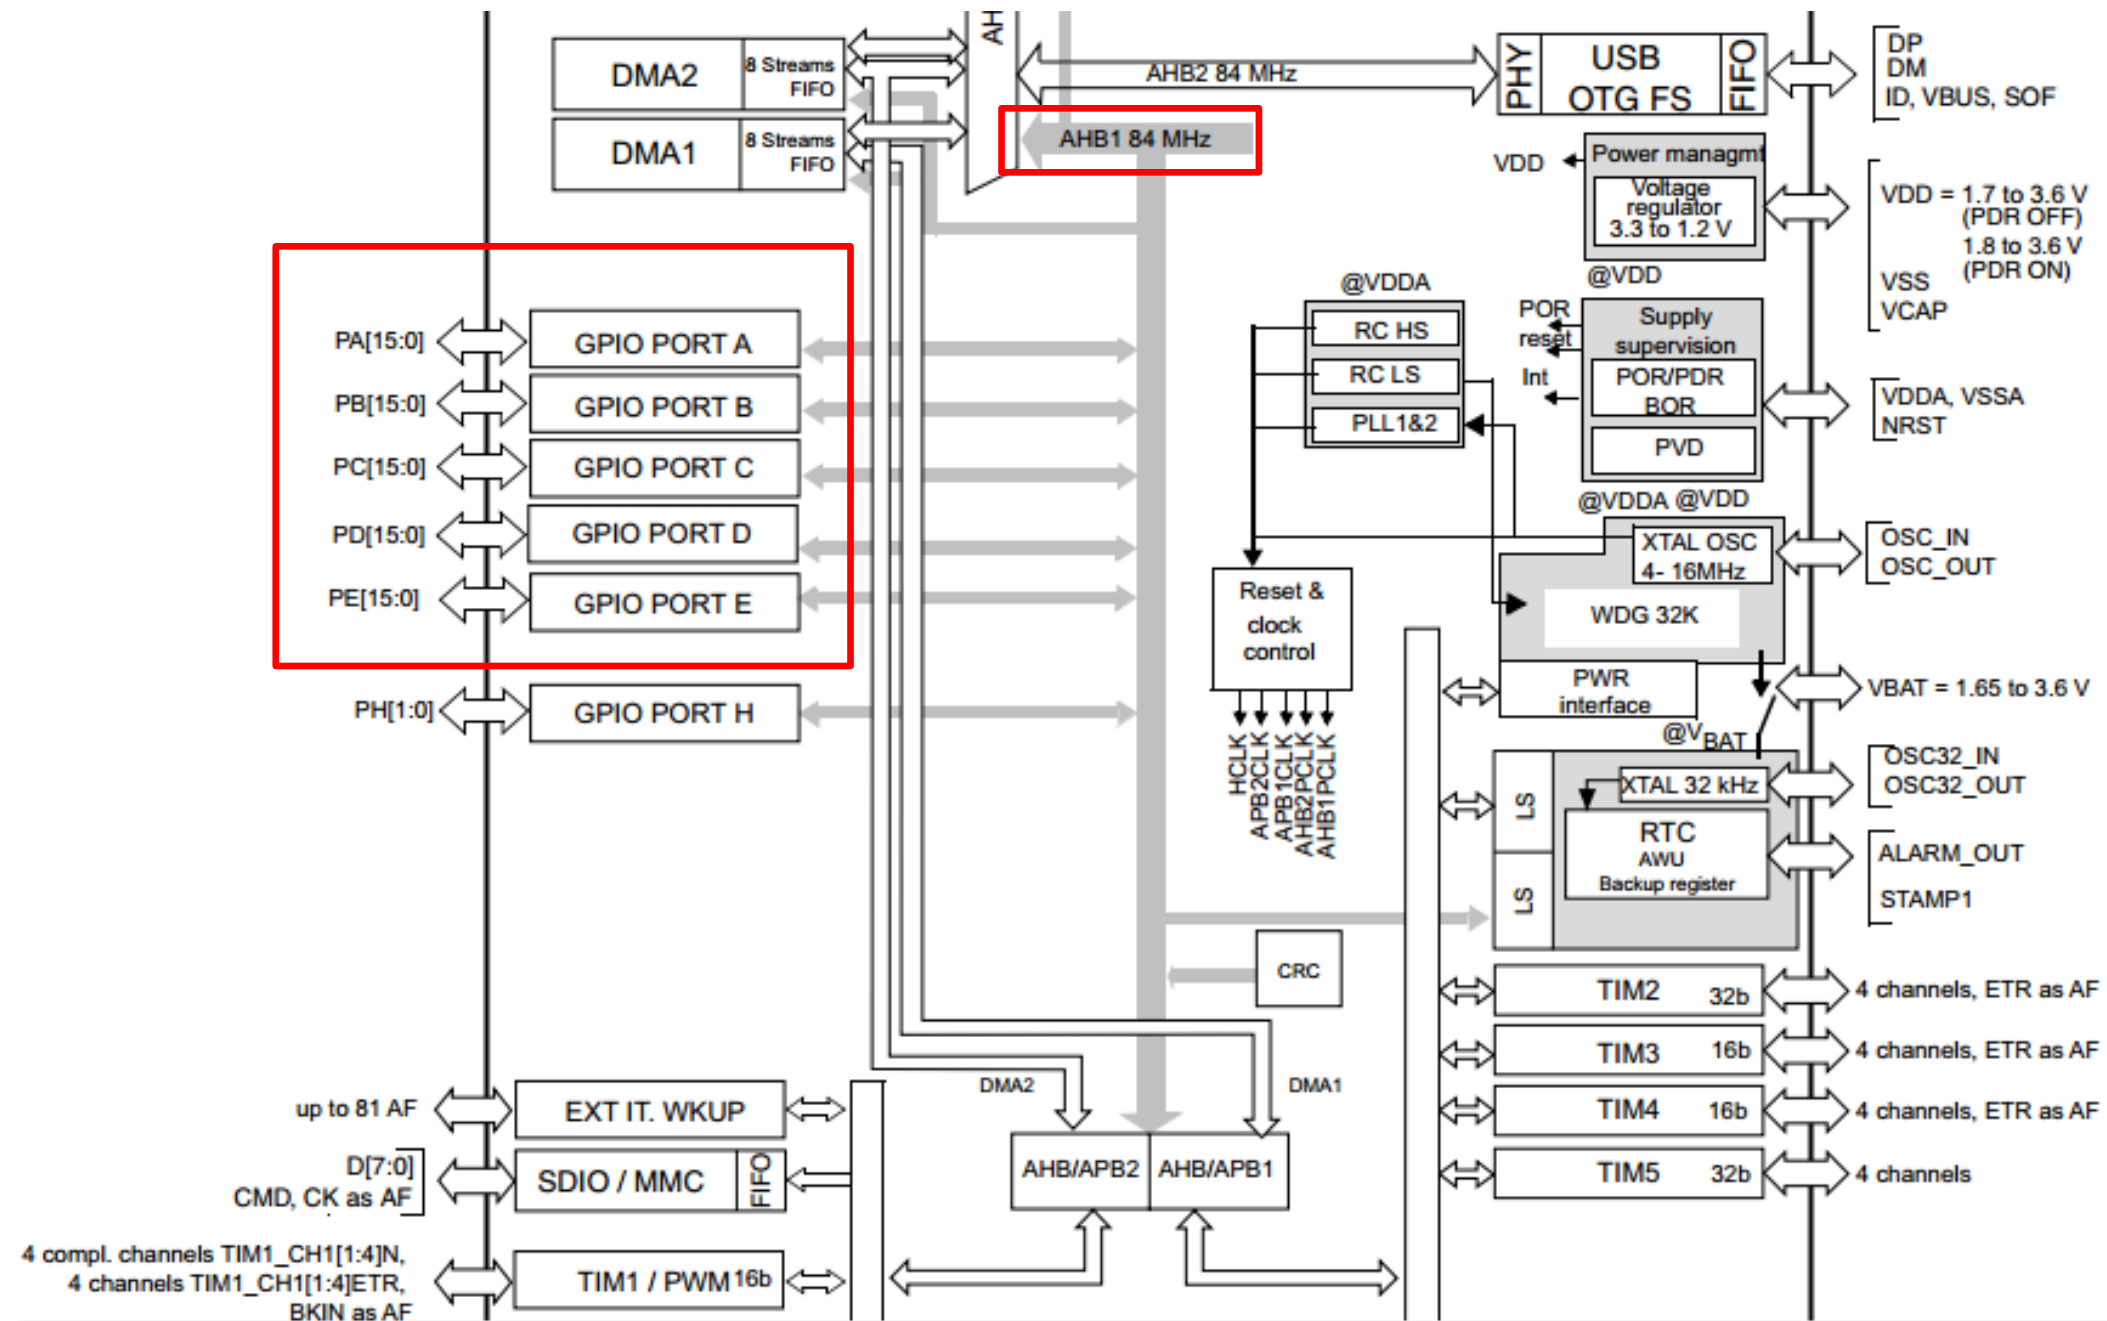 AH
DMA2
8 Streams
FIFO
DMA1
8 Streams
FIFO
AHB2 84 MHz
AHB1 84 MHz
PHY
USB
OTG FS
FIFO
DP
DM
ID, VBUS, SOF
VDD
Power managmt
Voltage
regulator
3.3 to 1.2 V
VDD = 1.7 to 3.6 V
(PDR OFF)
1.8 to 3.6 V
(PDR ON)
VSS
VCAP
@VDD
@VDDA
RC HS
RC LS
PLL1&2
POR
reset
Int
Supply
supervision
POR/PDR
BOR
PVD
VDDA, VSSA
NRST
@VDDA @VDD
PA[15:0]
GPIO PORT A
PB[15:0]
GPIO PORT B
PC[15:0]
GPIO PORT C
PD[15:0]
GPIO PORT D
PE[15:0]
GPIO PORT E
PH[1:0]
GPIO PORT H
XTAL OSC
4- 16MHz
OSC_IN
OSC_OUT
WDG 32K
Reset &
clock
control
HCLK
APB2CLK
APB1CLK
AHB2PCLK
AHB1PCLK
PWR
interface
VBAT = 1.65 to 3.6 V
@VBAT
LS
LS
XTAL 32 kHz
OSC32_IN
OSC32_OUT
RTC
AWU
Backup register
ALARM_OUT
STAMP1
CRC
TIM2 32b
4 channels, ETR as AF
TIM3 16b
4 channels, ETR as AF
TIM4 16b
4 channels, ETR as AF
TIM5 32b
4 channels
DMA2
DMA1
AHB/APB2
AHB/APB1
up to 81 AF
EXT IT. WKUP
D[7:0]
CMD, CK as AF
SDIO / MMC
FIFO
4 compl. channels TIM1_CH1[1:4]N,
4 channels TIM1_CH1[1:4]ETR,
BKIN as AF
TIM1 / PWM 16b